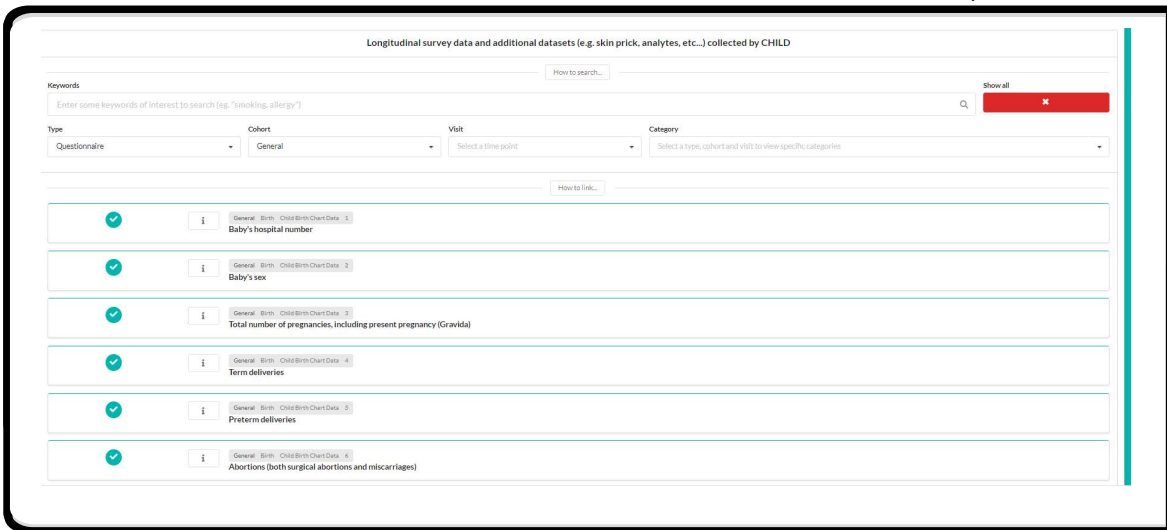 Longitudinal survey data and additional datasets (e.g. skin prick, analytes, etc...) collected by CHILD
How to search...
Keywords
Show all
Enter some keywords of interest to search (eg. "smoking, allergy")
Type
Cohort
Visit
Category
Questionnaire
General
Select a time point
Select a type, cohort and visit to view specific categories
How to link...
General Birth Child Birth Chart Data 1
Baby's hospital number
General Birth Child Birth Chart Data 2
Baby's sex
General Birth Child Birth Chart Data 3
Total number of pregnancies, including present pregnancy (Gravida)
General Birth Child Birth Chart Data 4
Term deliveries
General Birth Child Birth Chart Data 5
Preterm deliveries
General Birth Child Birth Chart Data 6
Abortions (both surgical abortions and miscarriages)